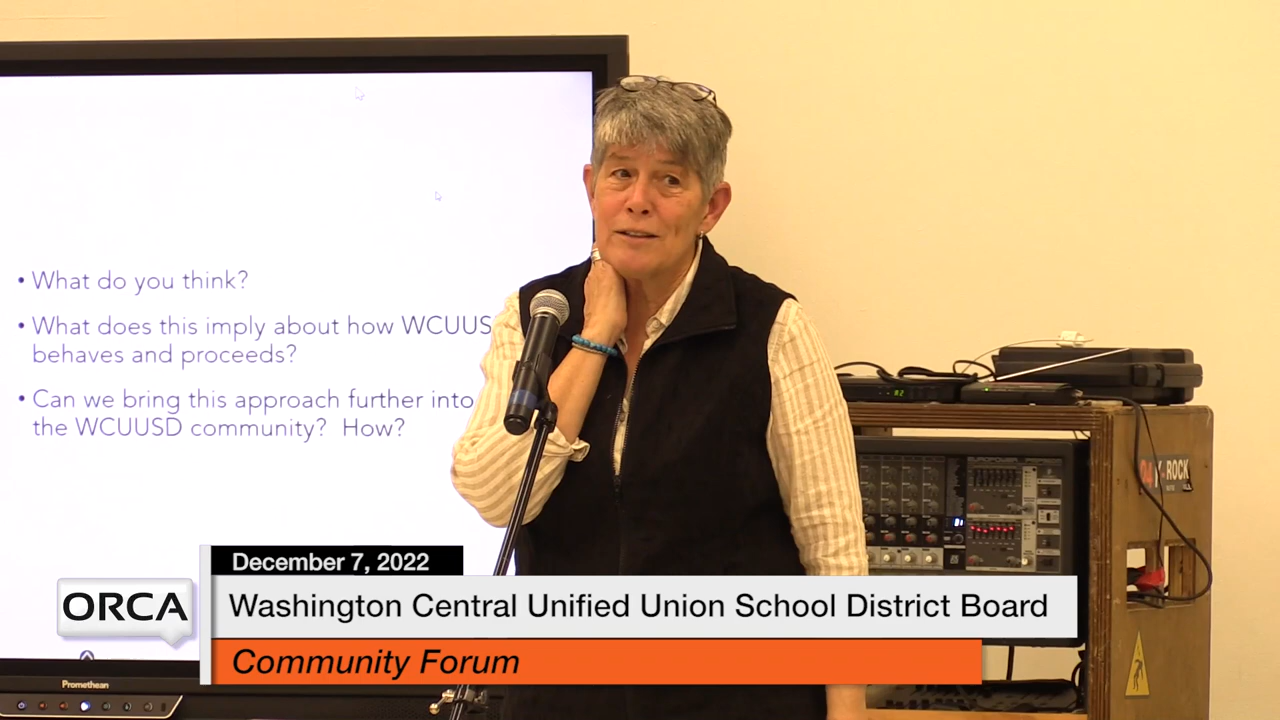 • What do you think?
• What does this imply about how WCUUS
behaves and proceeds?
• Can we bring this approach further into
the WCUUSD community? How?
-ROCK
December 7, 2022
ORCA
Washington Central Unified Union School District Board
Community Forum
Promethean